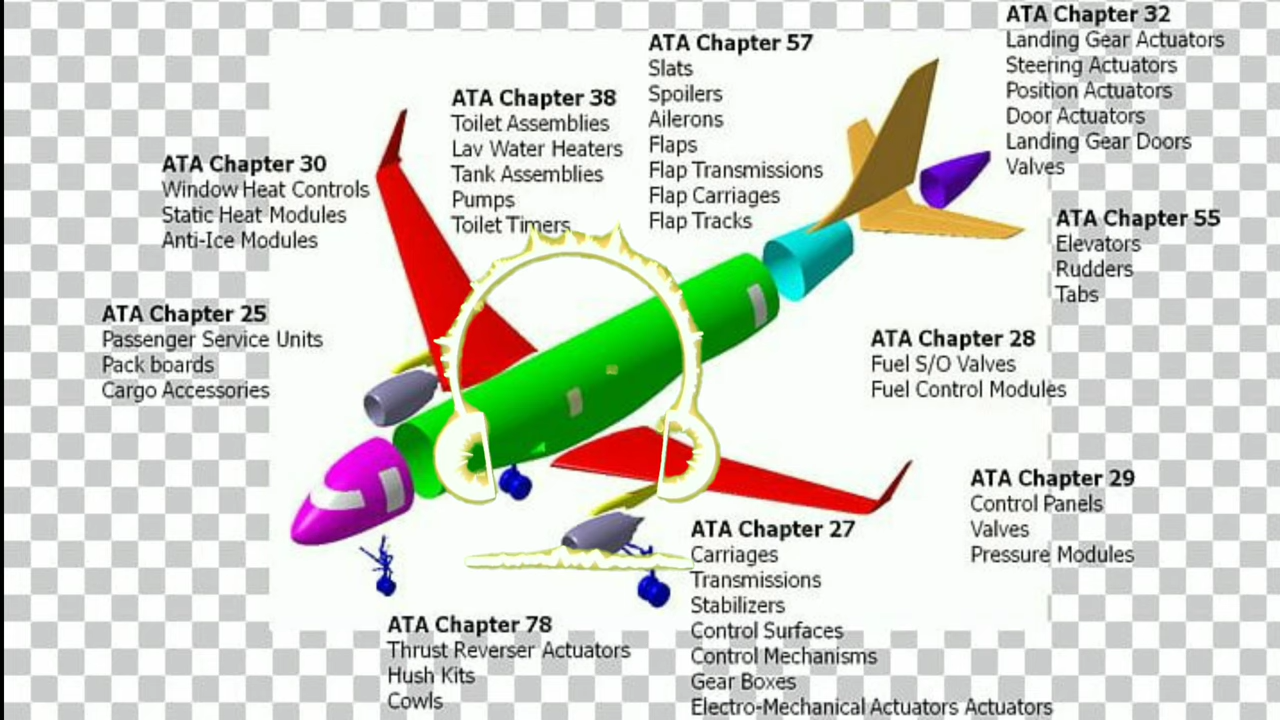 ATA Chapter 32
Landing Gear Actuators
Steering Actuators
Position Actuators
Door Actuators
Landing Gear Doors
Valves
ATA Chapter 57
Slats
Spoilers
Ailerons
Flaps
Flap Transmissions
Flap Carriages
Flap Tracks
ATA Chapter 38
Toilet Assemblies
Lav Water Heaters
Tank Assemblies
Pumps
Toilet Timers
ATA Chapter 30
Window Heat Controls
Static Heat Modules
Anti-Ice Modules
ATA Chapter 55
Elevators
Rudders
Tabs
ATA Chapter 25
Passenger Service Units
Pack boards
Cargo Accessories
ATA Chapter 28
Fuel S/O Valves
Fuel Control Modules
ATA Chapter 29
Control Panels
Valves
Pressure Modules
ATA Chapter 27
Carriages
Transmissions
Stabilizers
Control Surfaces
Control Mechanisms
Gear Boxes
Electro-Mechanical Actuators Actuators
ATA Chapter 78
Thrust Reverser Actuators
Hush Kits
Cowls